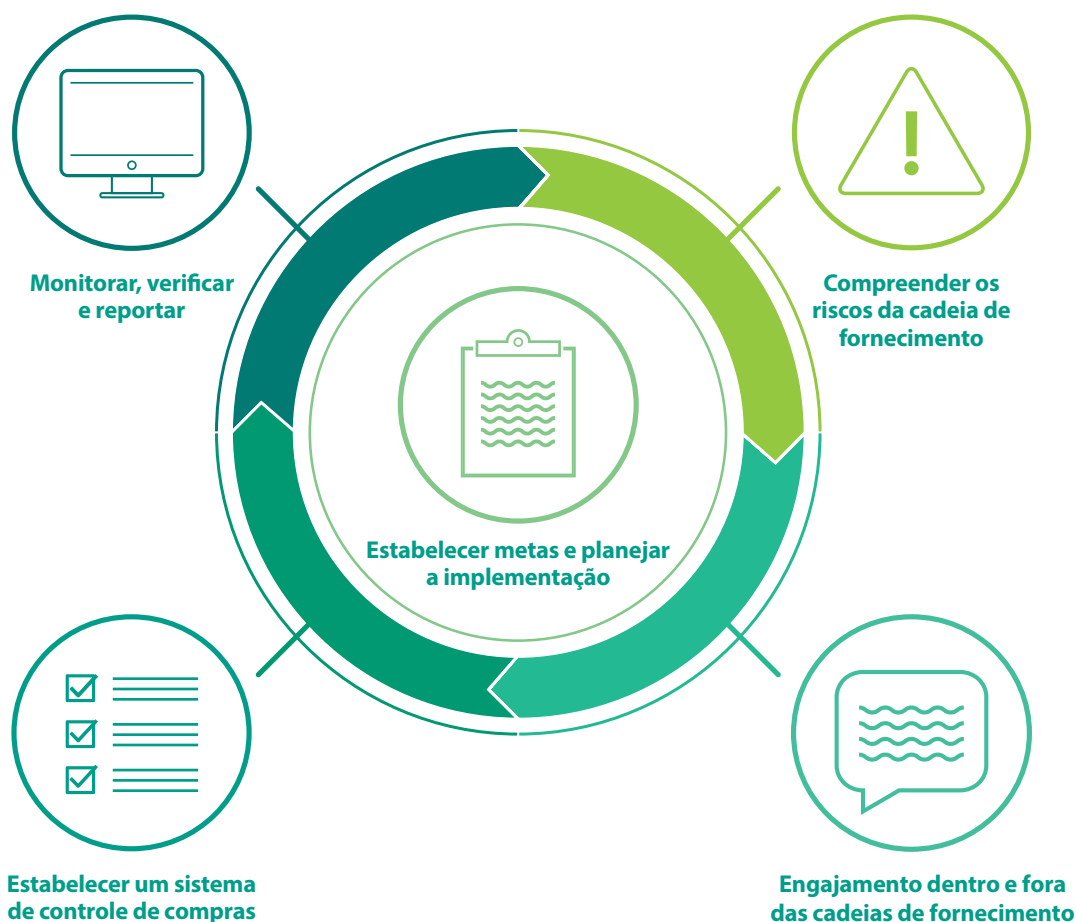 Monitorar, verificar
e reportar
Compreender os
riscos da cadeia de
fornecimento
Estabelecer metas e planejar
a implementação
Estabelecer um sistema
de controle de compras
Engajamento dentro e fora
das cadeias de fornecimento